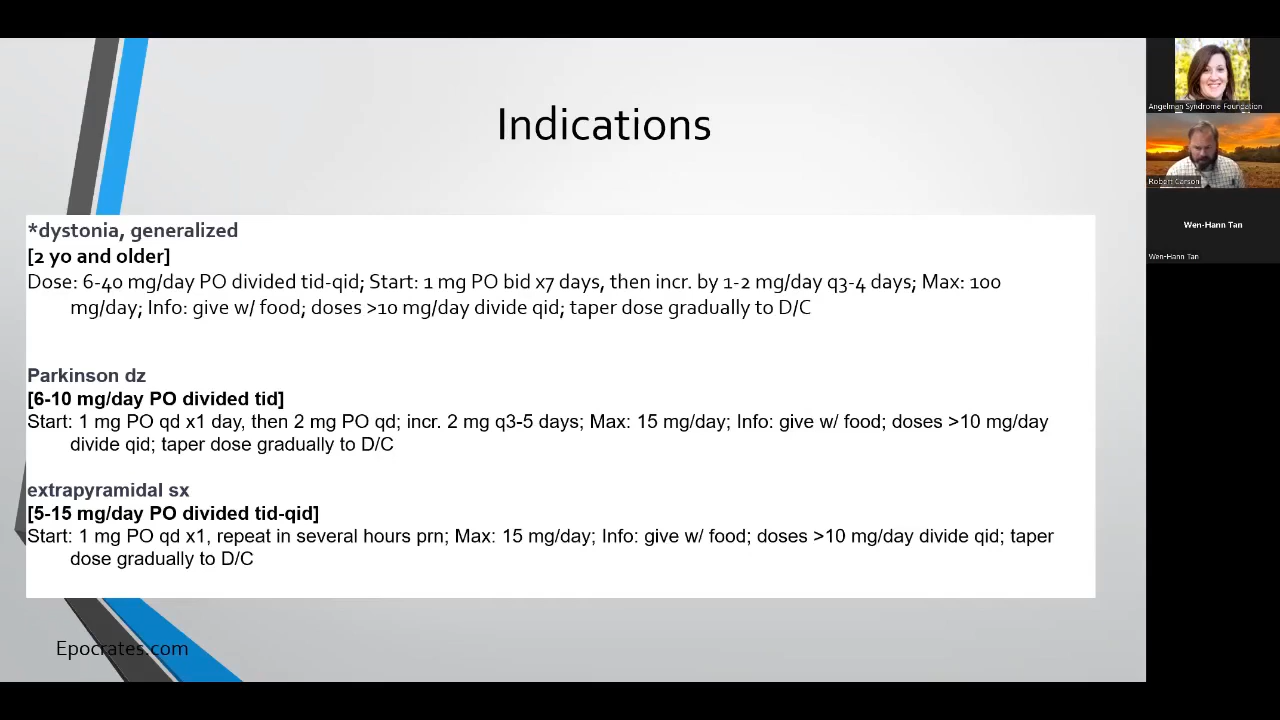 Indications
*dystonia, generalized
[2 yo and older]
Dose: 6-40 mg/day PO divided tid-qid; Start: 1 mg PO bid x7 days, then incr. by 1-2 mg/day q3-4 days; Max: 100
mg/day; Info: give w/ food; doses >10 mg/day divide qid; taper dose gradually to D/C
Parkinson dz
[6-10 mg/day PO divided tid]
Start: 1 mg PO qd x1 day, then 2 mg PO qd; incr. 2 mg q3-5 days; Max: 15 mg/day; Info: give w/ food; doses >10 mg/day
divide qid; taper dose gradually to D/C
extrapyramidal sx
[5-15 mg/day PO divided tid-qid]
Start: 1 mg PO qd x1, repeat in several hours prn; Max: 15 mg/day; Info: give w/ food; doses >10 mg/day divide qid; taper
dose gradually to D/C
Epocrates.com
Angelman Syndrome Foundation
Robert Carson
Wen-Hann Tan
Wen-Hann Tan